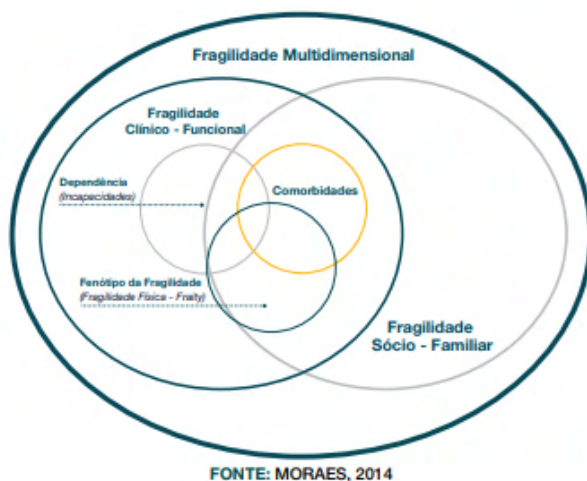 Fragilidade Multidimensional
Fragilidade
Clínico - Funcional
Dependência
(Incapacidades)
Comorbidades
Fenótipo da Fragilidade
(Fragilidade Física - Fraity)
Fragilidade
Sócio - Familiar
FONTE: MORAES, 2014